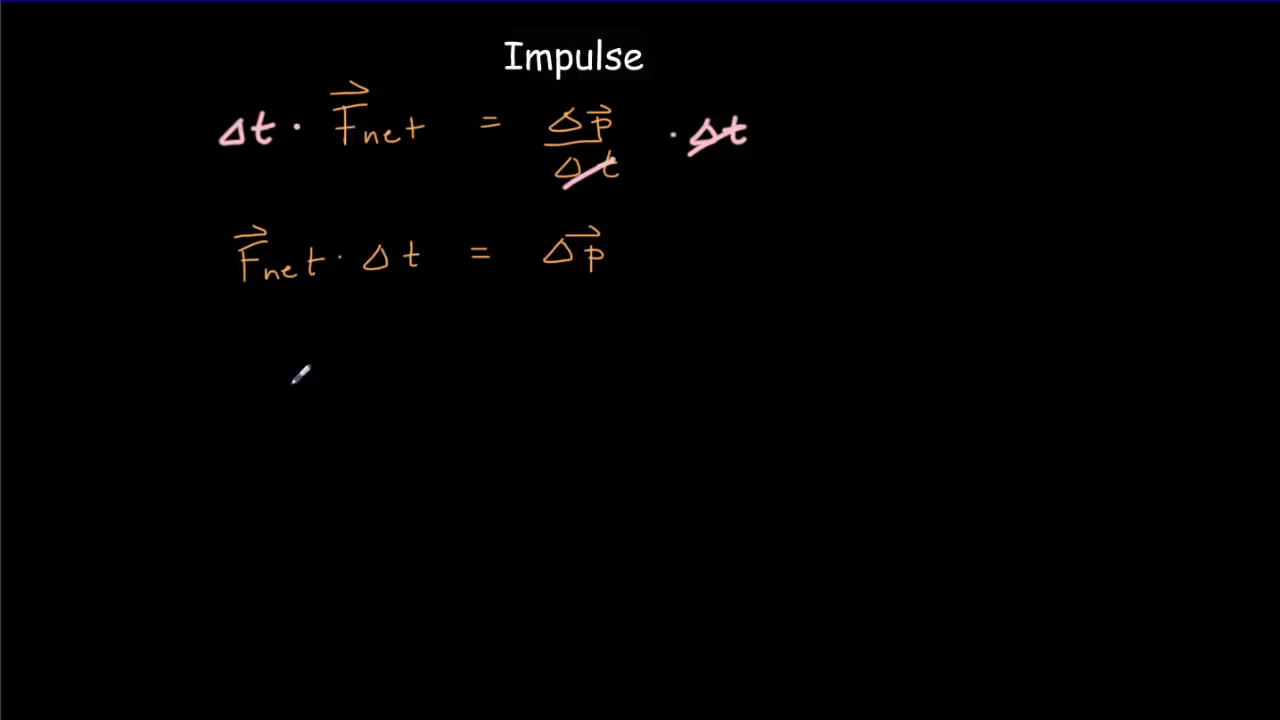 Impulse
Δt · F⃗net = Δp⃗/Δt · Δt
F⃗net · Δt = Δp⃗